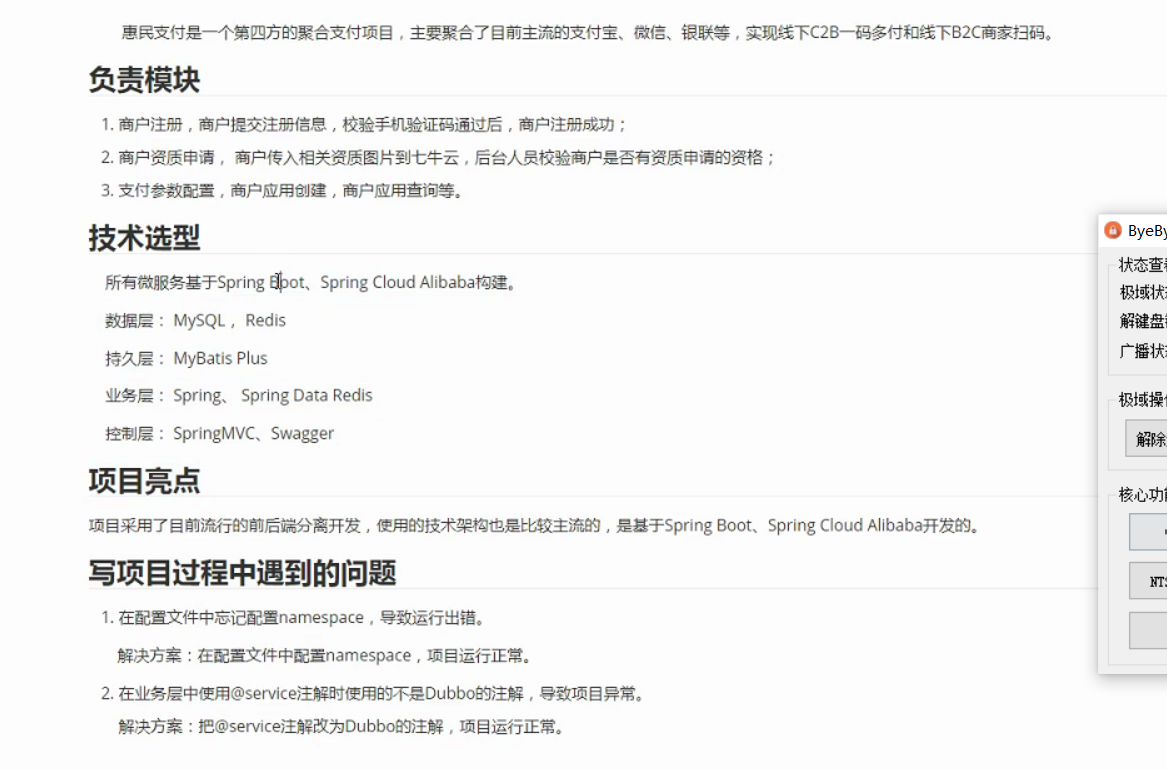 惠民支付是一个第四方的聚合支付项目，主要聚合了目前主流的支付宝、微信、银联等，实现线下C2B一码多付和线下B2C商家扫码。
负责模块
1. 商户注册，商户提交注册信息，校验手机验证码通过后，商户注册成功；
2. 商户资质申请， 商户传入相关资质图片到七牛云，后台人员校验商户是否有资质申请的资格；
3. 支付参数配置，商户应用创建，商户应用查询等。
技术选型
所有微服务基于Spring Boot、Spring Cloud Alibaba构建。
数据层： MySQL ，Redis
持久层： MyBatis Plus
业务层： Spring、 Spring Data Redis
控制层： SpringMVC、Swagger
项目亮点
项目采用了目前流行的前后端分离开发，使用的技术架构也是比较主流的，是基于Spring Boot、Spring Cloud Alibaba开发的。
写项目过程中遇到的问题
1. 在配置文件中忘记配置namespace，导致运行出错。
解决方案：在配置文件中配置namespace，项目运行正常。
2. 在业务层中使用@service注解时使用的不是Dubbo的注解，导致项目异常。
解决方案：把@service注解改为Dubbo的注解，项目运行正常。
ByeBy
状态查
极域状
解键盘
广播状
极域操
解除
核心功
NTS